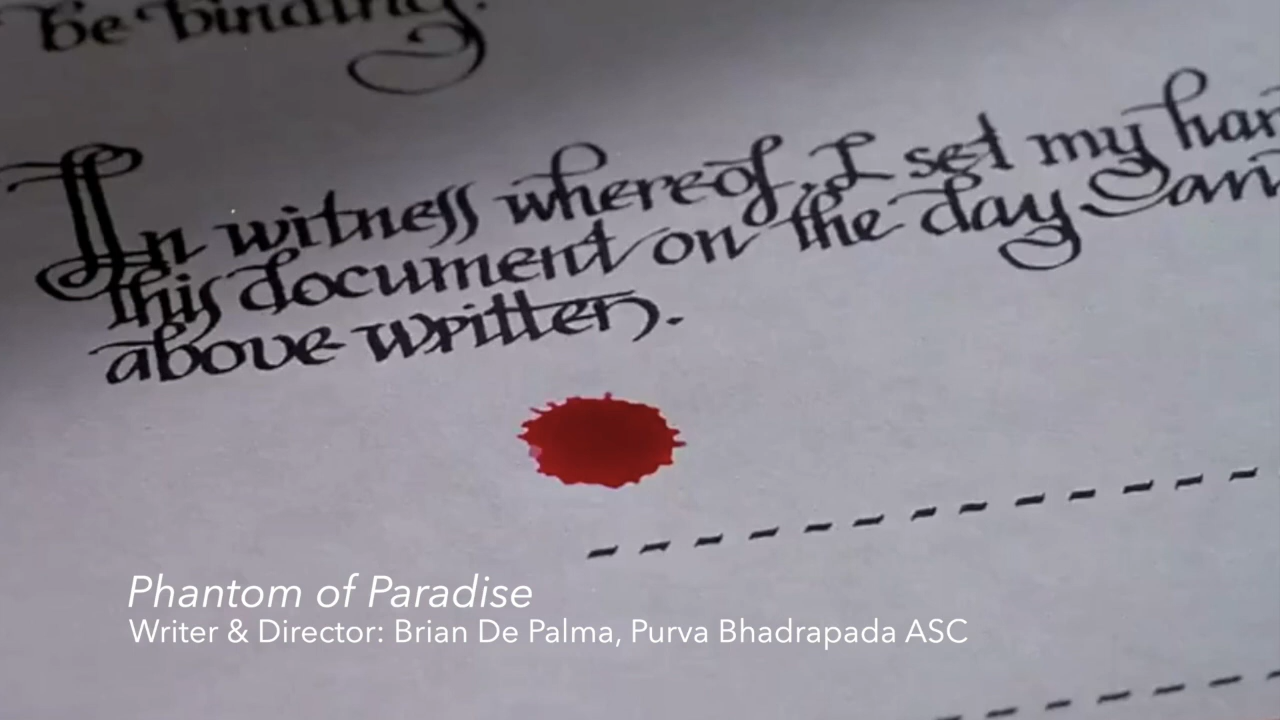 be binding.
In witness whereof, I set my han
this document on the day an
above written.
Phantom of Paradise
Writer & Director: Brian De Palma, Purva Bhadrapada ASC